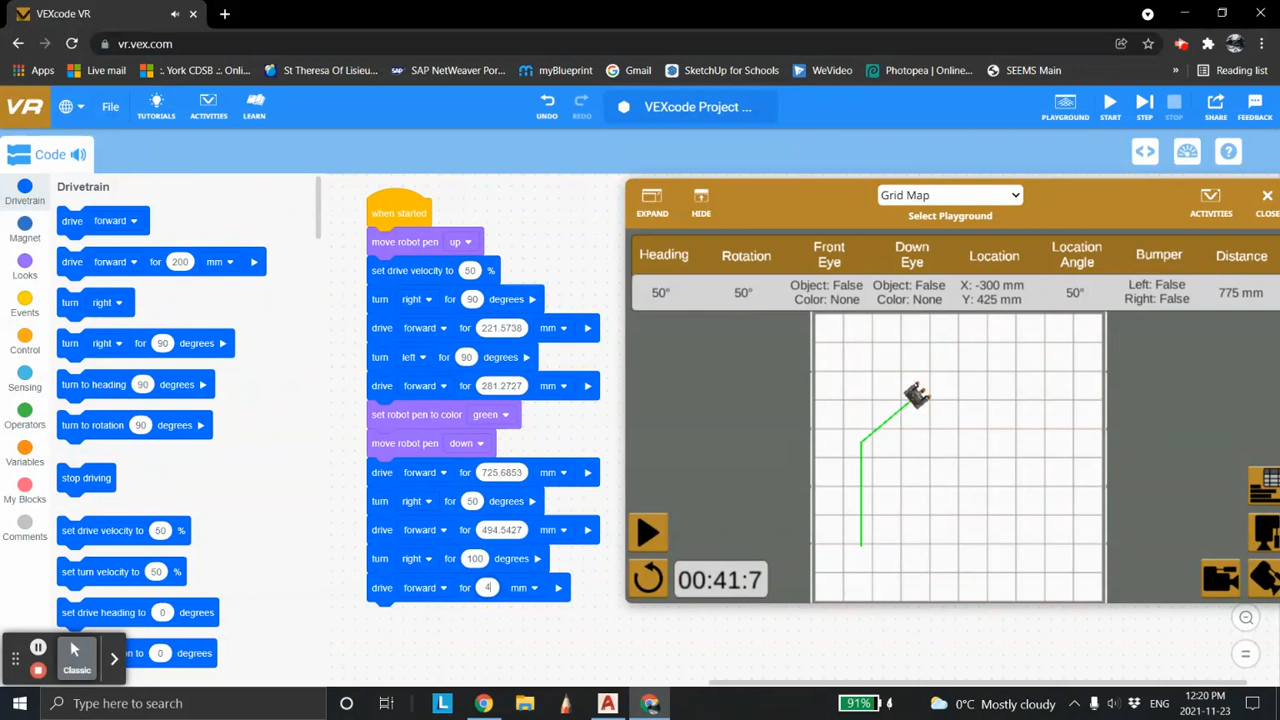 VEXcode VR
vr.vex.com
Apps
Live mail
.: York CDSB :. Onlin...
St Theresa Of Lisieu...
SAP NetWeaver Port...
myBlueprint
Gmail
SketchUp for Schools
WeVideo
Photopea | Online...
SEEMS Main
»
Reading list
VR
File
TUTORIALS
ACTIVITIES
LEARN
UNDO
REDO
VEXcode Project ...
PLAYGROUND
START
STEP
STOP
SHARE
FEEDBACK
Code
Drivetrain
Magnet
Looks
Events
Control
Sensing
Operators
Variables
My Blocks
Comments
Drivetrain
drive forward
drive forward for 200 mm
turn right
turn right for 90 degrees
turn to heading 90 degrees
turn to rotation 90 degrees
stop driving
set drive velocity to 50 %
set turn velocity to 50 %
set drive heading to 0 degrees
on to 0 degrees
Classic
when started
move robot pen up
set drive velocity to 50 %
turn right for 90 degrees
drive forward for 221.5738 mm
turn left for 90 degrees
drive forward for 281.2727 mm
set robot pen to color green
move robot pen down
drive forward for 725.6853 mm
turn right for 50 degrees
drive forward for 494.5427 mm
turn right for 100 degrees
drive forward for 4 mm
EXPAND
HIDE
Grid Map
Select Playground
ACTIVITIES
CLOSE
Heading
Rotation
Front Eye
Down Eye
Location
Location Angle
Bumper
Distance
50°
50°
Object: False
Color: None
Object: False
Color: None
X: -300 mm
Y: 425 mm
50°
Left: False
Right: False
775 mm
00:41:7
Type here to search
91%
0°C Mostly cloudy
ENG
12:20 PM
2021-11-23